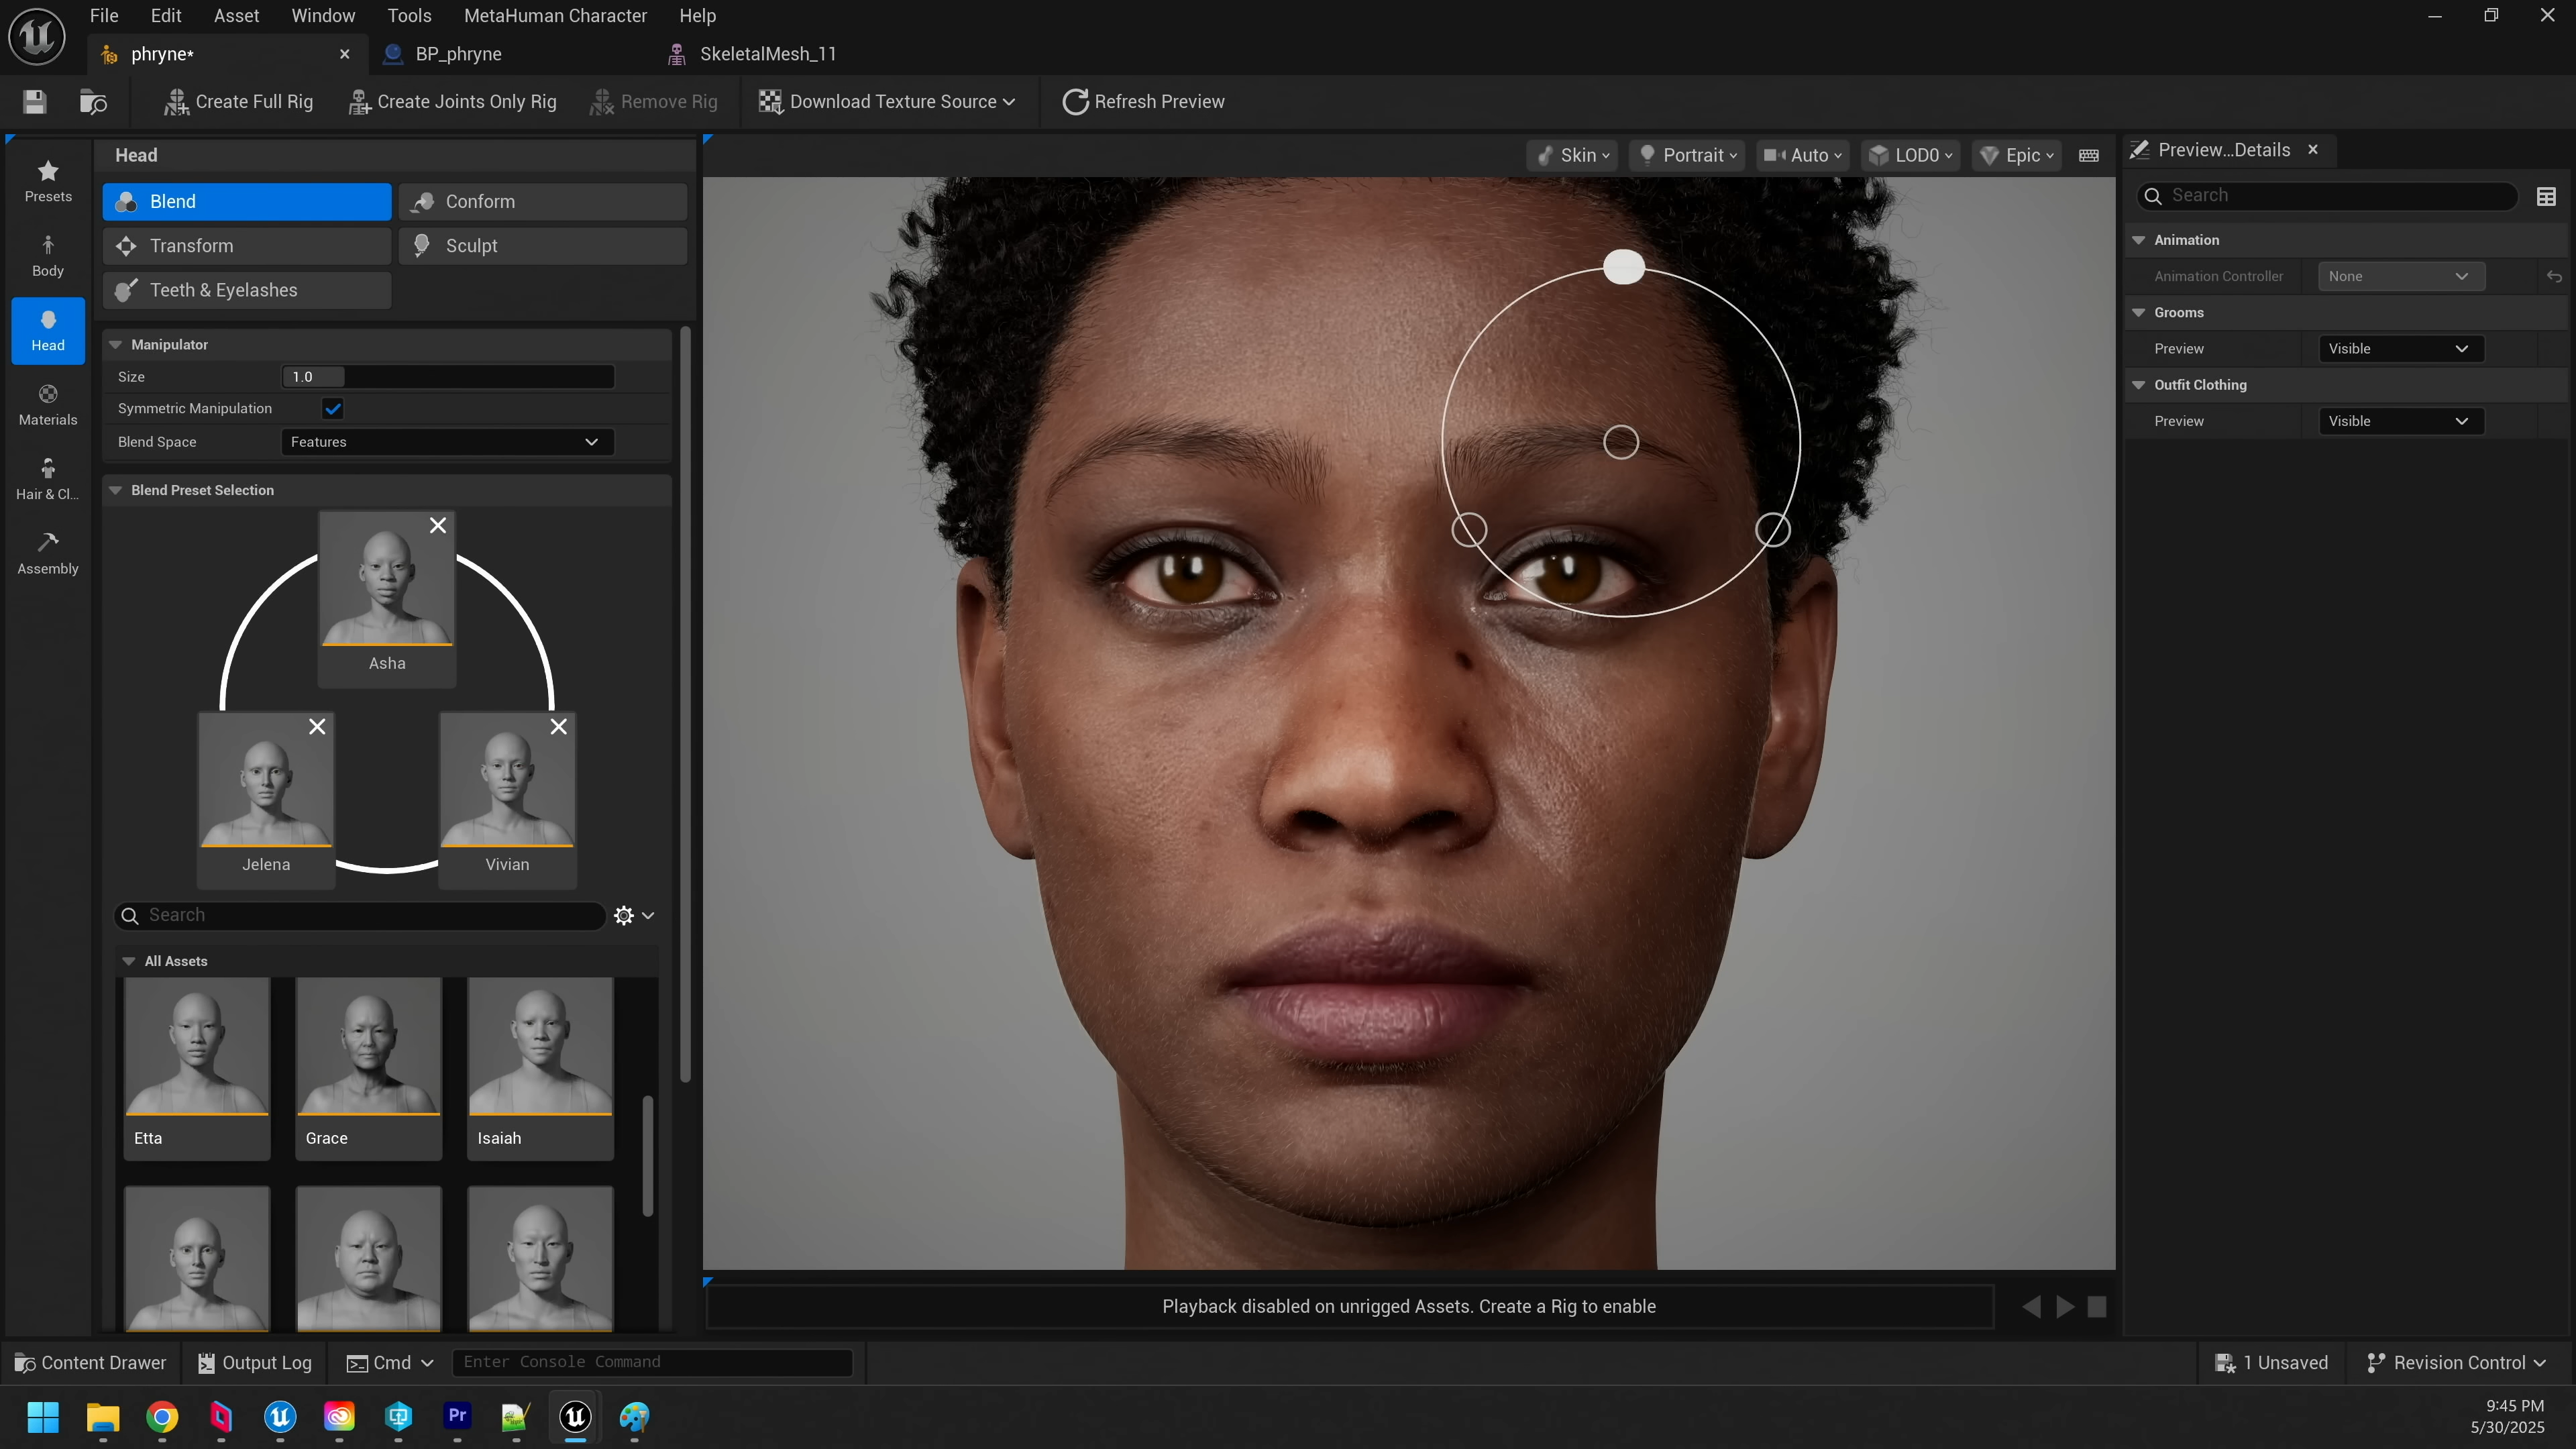 File Edit Asset Window Tools MetaHuman Character Help
phryne*
BP_phryne
SkeletalMesh_11
Create Full Rig
Create Joints Only Rig
Remove Rig
Download Texture Source
Refresh Preview
Presets
Body
Head
Materials
Hair & Cl...
Assembly
Head
Blend
Conform
Transform
Sculpt
Teeth & Eyelashes
Manipulator
Size 1.0
Symmetric Manipulation
Blend Space Features
Blend Preset Selection
Asha
Jelena
Vivian
Search
All Assets
Etta
Grace
Isaiah
Skin
Portrait
Auto
LOD0
Epic
Playback disabled on unrigged Assets. Create a Rig to enable
Preview...Details
Search
Animation
Animation Controller None
Grooms
Preview Visible
Outfit Clothing
Preview Visible
Content Drawer
Output Log
Cmd
Enter Console Command
1 Unsaved
Revision Control
Pr
9:45 PM
5/30/2025